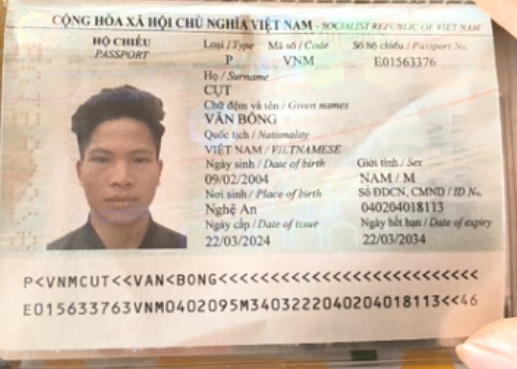 CỘNG HÒA XÃ HỘI CHỦ NGHĨA VIỆT NAM - SOCIALIST REPUBLIC OF VIET NAM
HỘ CHIẾU
PASSPORT
Loại / Type Mã số / Code Số hộ chiếu / Passport No.
P VNM E01563376
Họ / Surname
CỤT
Chữ đệm và tên / Given names
VĂN BÔNG
Quốc tịch / Nationality
VIỆT NAM / VIETNAMESE
Ngày sinh / Date of birth Giới tính / Sex
09/02/2004 NAM / M
Nơi sinh / Place of birth Số ĐDCN, CMND / ID No.
Nghệ An 040204018113
Ngày cấp / Date of issue Ngày hết hạn / Date of expiry
22/03/2024 22/03/2034
P<VNMCUT<<VAN<BONG<<<<<<<<<<<<<<<<<<<<<<<<<<
E015633763VNM0402095M3403222040204018113<<46